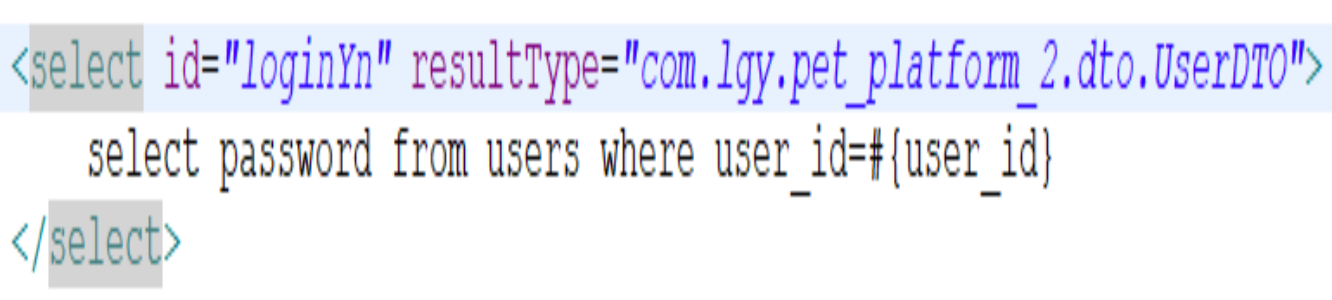 <select id="loginYn" resultType="com.lgy.pet_platform_2.dto.UserDTO">
select password from users where user_id=#{user_id}
</select>